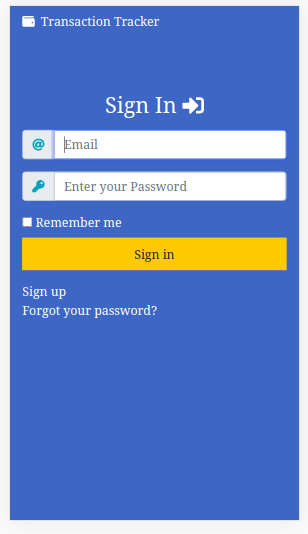 Transaction Tracker
Sign In
@
Email
Enter your Password
Remember me
Sign in
Sign up
Forgot your password?